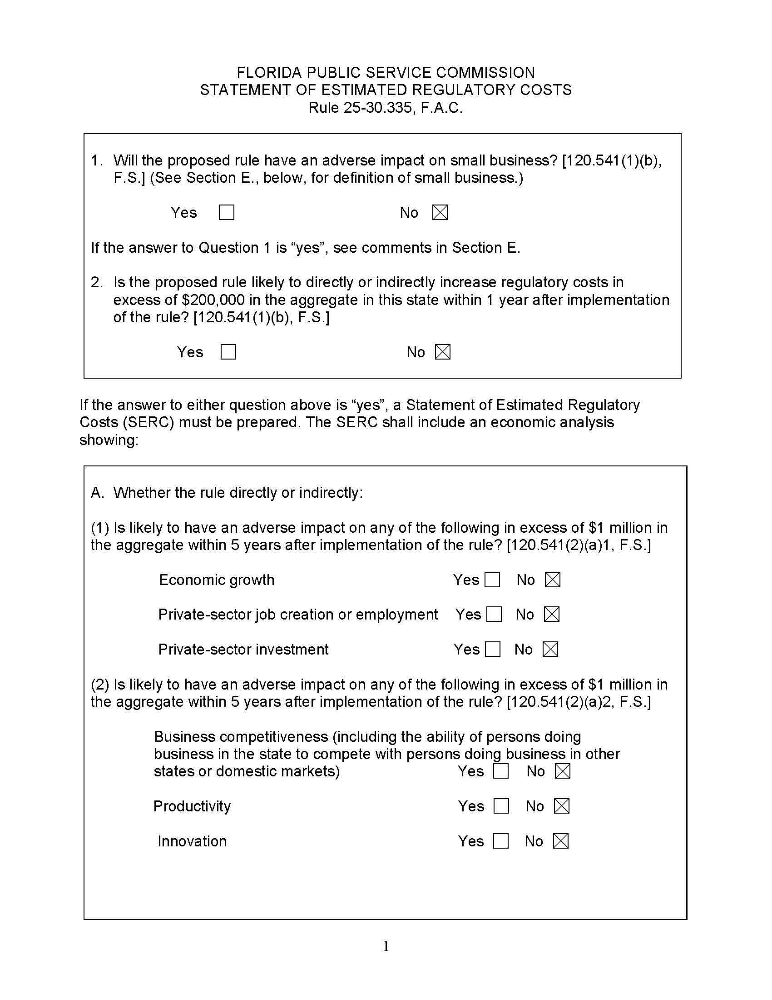 FLORIDA PUBLIC SERVICE COMMISSION
STATEMENT OF ESTIMATED REGULATORY COSTS
Rule 25-30.335, F.A.C.
1. Will the proposed rule have an adverse impact on small business? [120.541(1)(b),
F.S.] (See Section E., below, for definition of small business.)
Yes ☐ No ☒
If the answer to Question 1 is “yes”, see comments in Section E.
2. Is the proposed rule likely to directly or indirectly increase regulatory costs in
excess of $200,000 in the aggregate in this state within 1 year after implementation
of the rule? [120.541(1)(b), F.S.]
Yes ☐ No ☒
If the answer to either question above is “yes”, a Statement of Estimated Regulatory
Costs (SERC) must be prepared. The SERC shall include an economic analysis
showing:
A. Whether the rule directly or indirectly:
(1) Is likely to have an adverse impact on any of the following in excess of $1 million in
the aggregate within 5 years after implementation of the rule? [120.541(2)(a)1, F.S.]
Economic growth Yes ☐ No ☒
Private-sector job creation or employment Yes ☐ No ☒
Private-sector investment Yes ☐ No ☒
(2) Is likely to have an adverse impact on any of the following in excess of $1 million in
the aggregate within 5 years after implementation of the rule? [120.541(2)(a)2, F.S.]
Business competitiveness (including the ability of persons doing
business in the state to compete with persons doing business in other
states or domestic markets) Yes ☐ No ☒
Productivity Yes ☐ No ☒
Innovation Yes ☐ No ☒
1